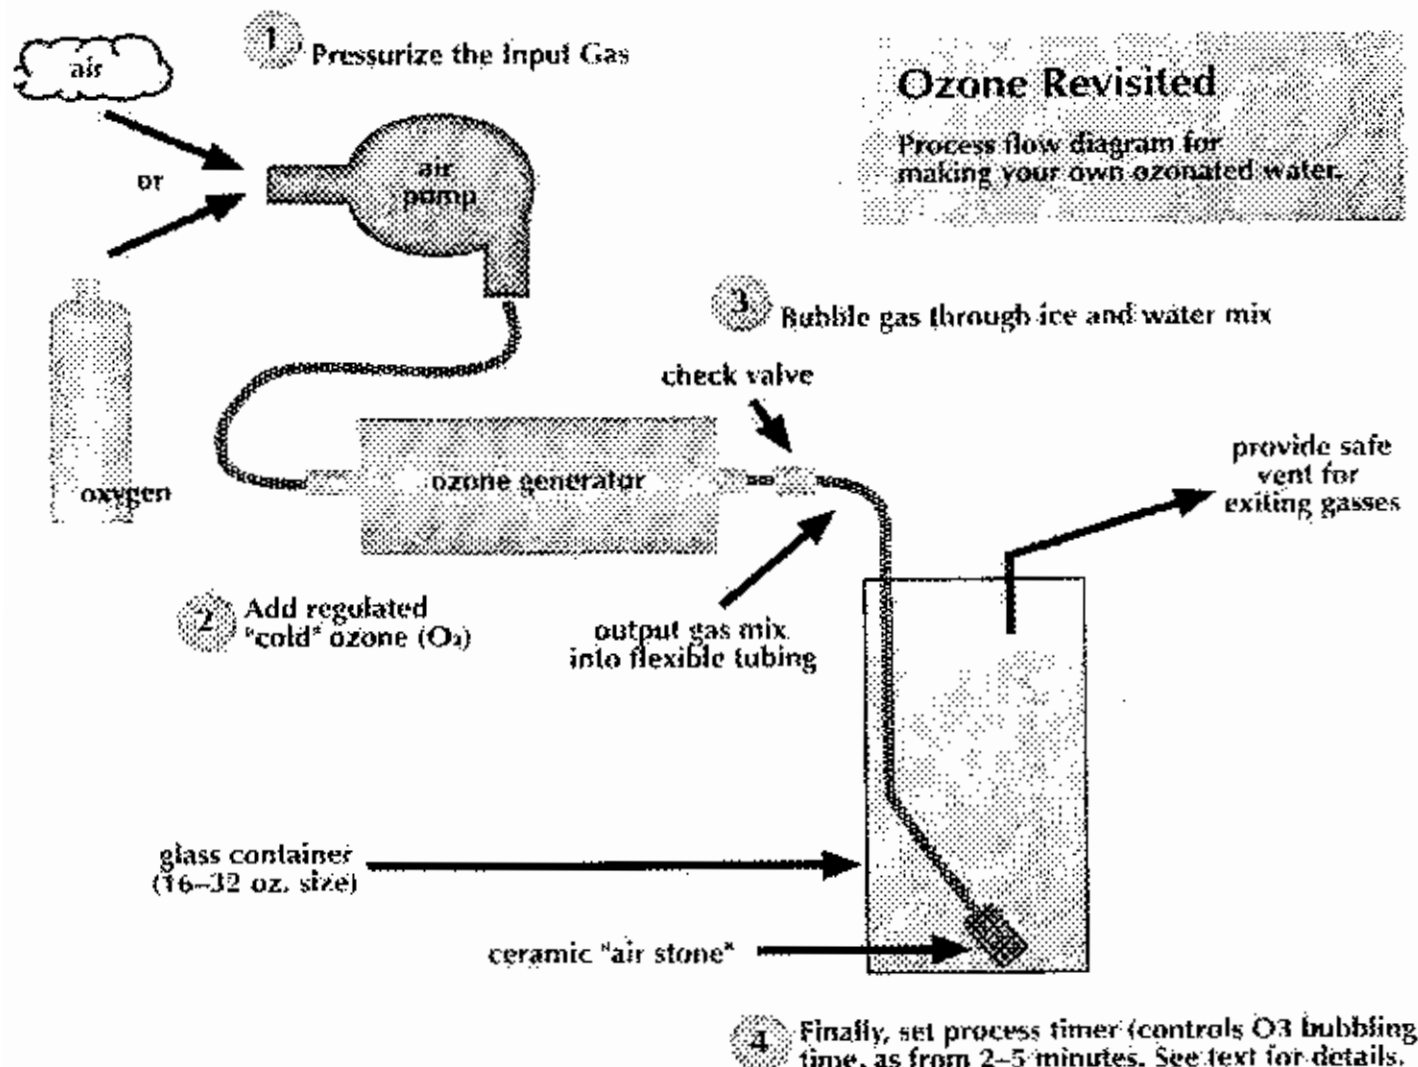 1
Pressurize the Input Gas
air
or
oxygen
air
pump
Ozone Revisited
Process flow diagram for
making your own ozonated water.
3
Bubble gas through ice and water mix
check valve
ozone generator
provide safe
vent for
exiting gasses
2
Add regulated
"cold" ozone (O₃)
output gas mix
into flexible tubing
glass container
(16–32 oz. size)
ceramic "air stone"
4
Finally, set process timer (controls O3 bubbling
time, as from 2–5 minutes. See text for details.